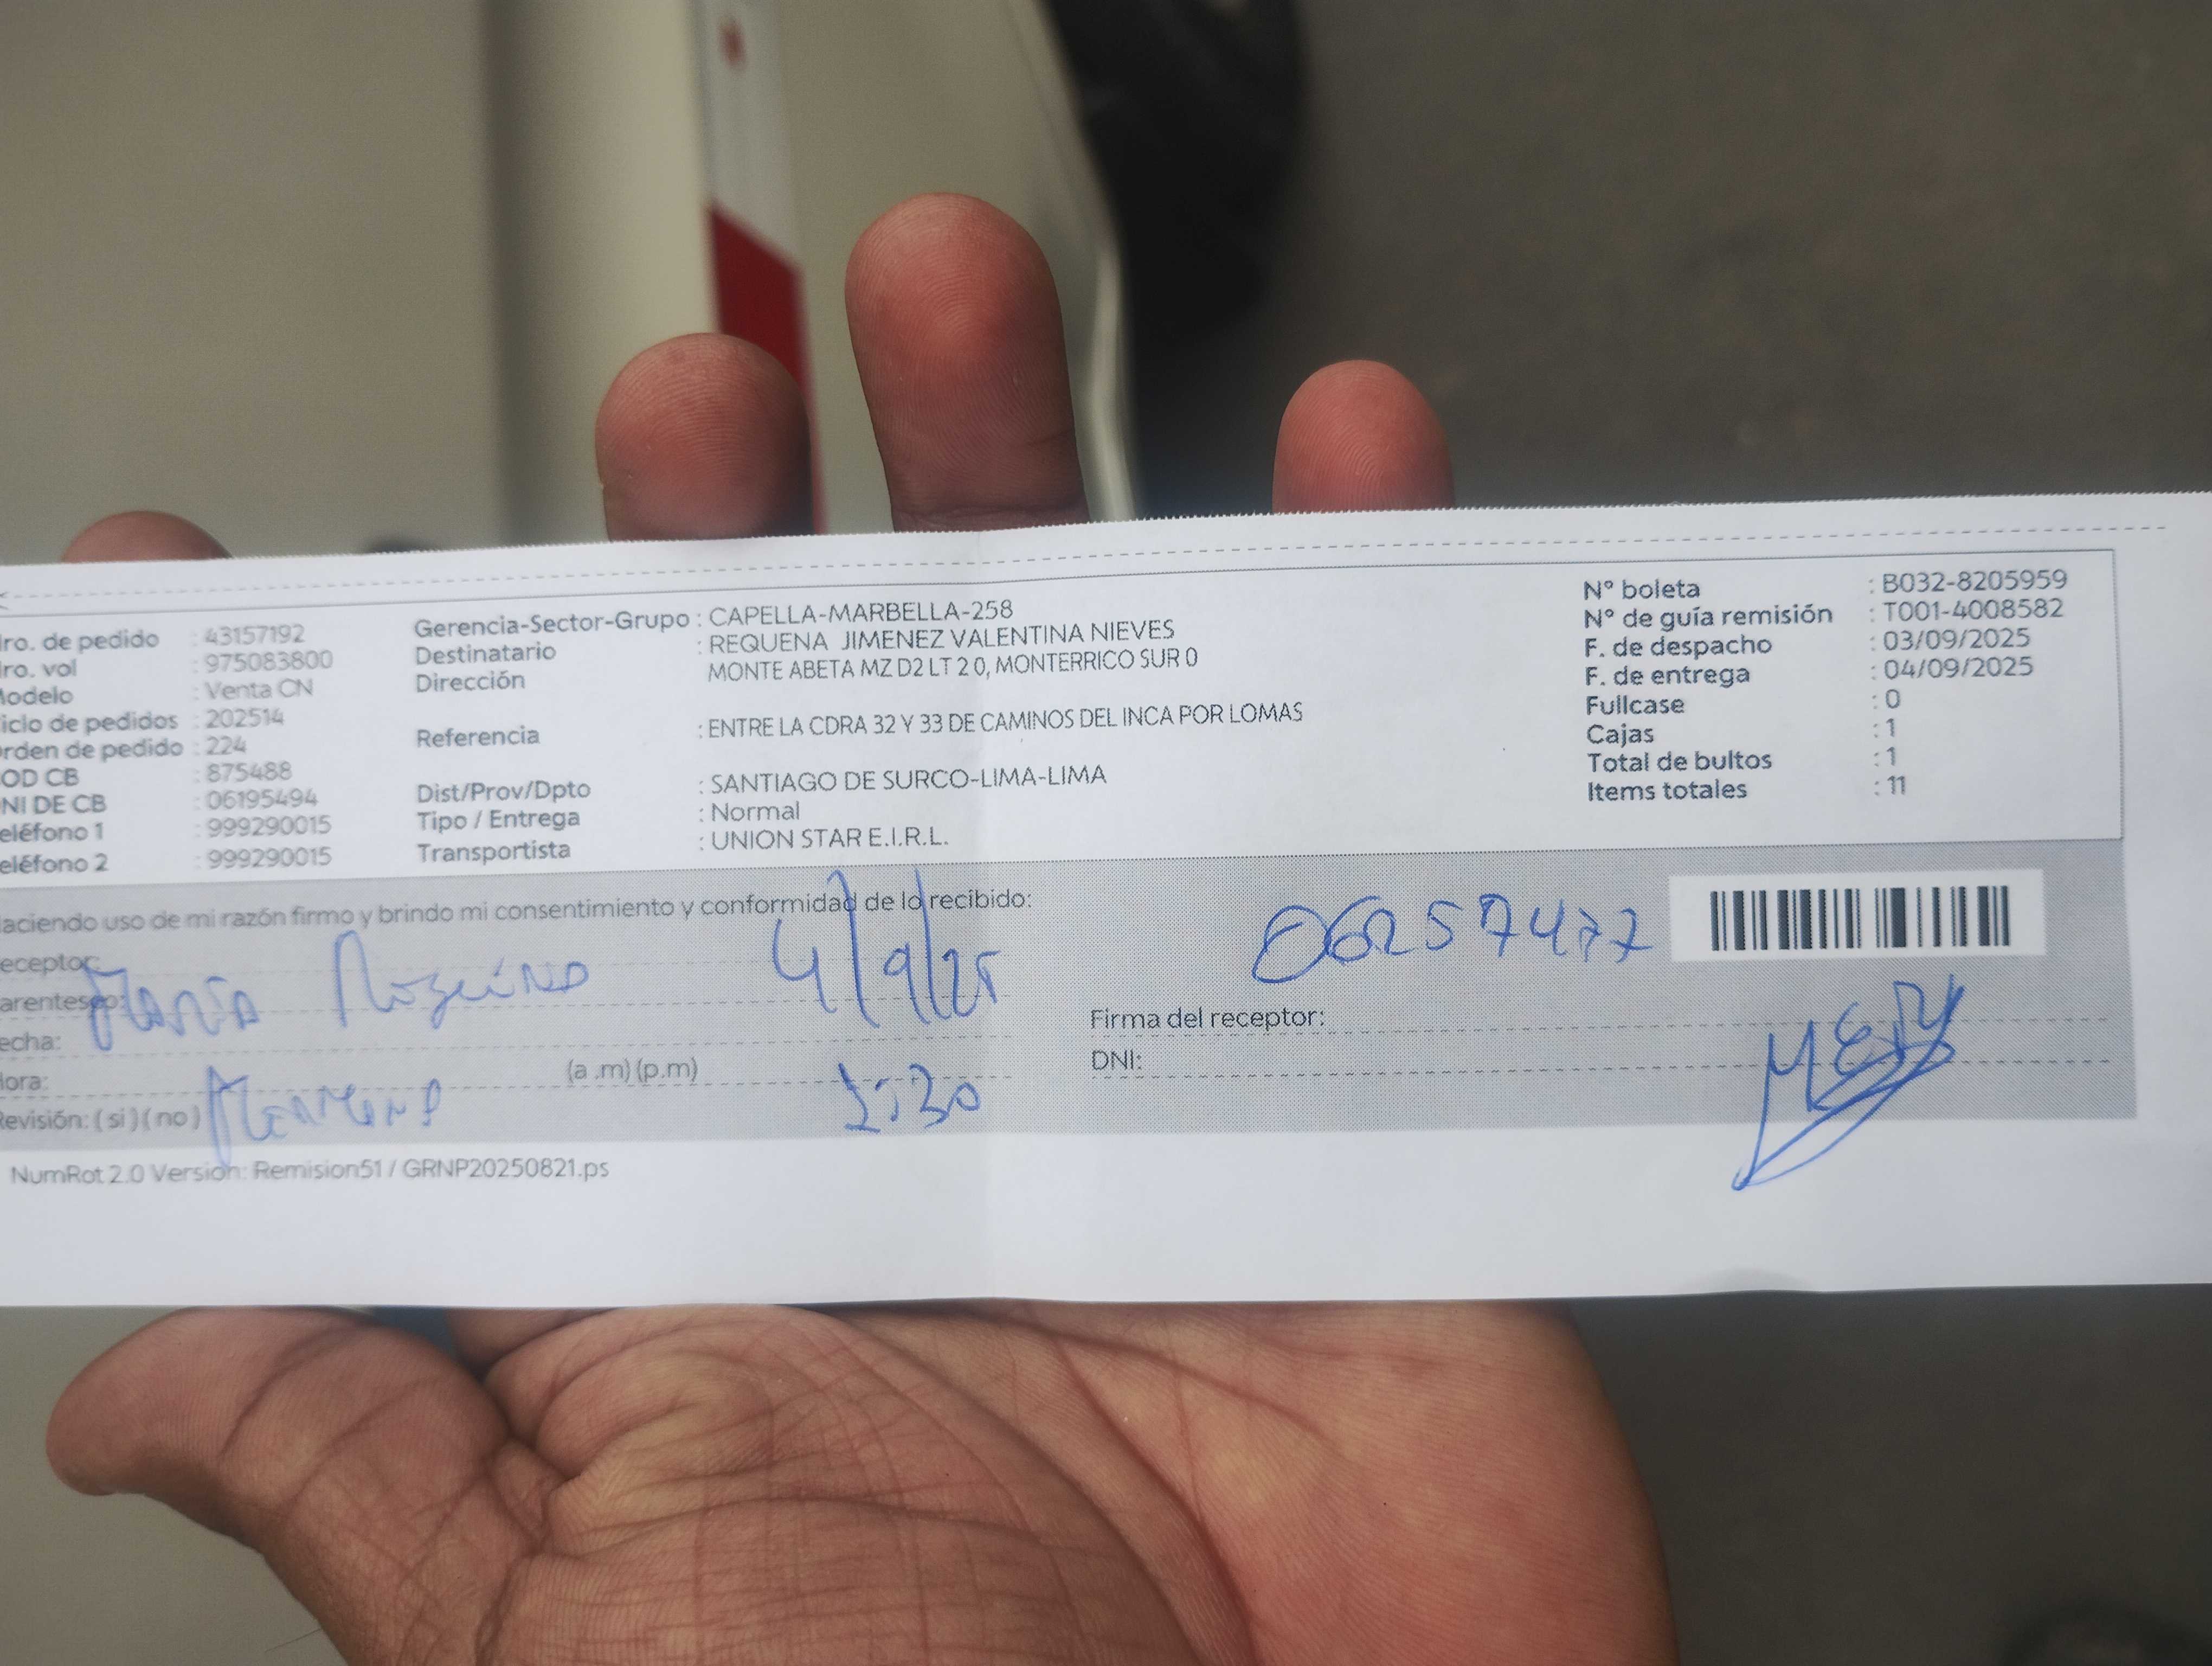 ro. de pedido : 43157192
ro. vol : 975083800
odelo : Venta CN
iclo de pedidos : 202514
rden de pedido : 224
OD CB : 875488
NI DE CB : 06195494
eléfono 1 : 999290015
eléfono 2 : 999290015
Gerencia-Sector-Grupo : CAPELLA-MARBELLA-258
Destinatario : REQUENA JIMENEZ VALENTINA NIEVES
Dirección MONTE ABETA MZ D2 LT 2 0, MONTERRICO SUR 0
Referencia : ENTRE LA CDRA 32 Y 33 DE CAMINOS DEL INCA POR LOMAS
Dist/Prov/Dpto : SANTIAGO DE SURCO-LIMA-LIMA
Tipo / Entrega : Normal
Transportista : UNION STAR E.I.R.L.
N° boleta : B032-8205959
N° de guía remisión : T001-4008582
F. de despacho : 03/09/2025
F. de entrega : 04/09/2025
Fullcase : 0
Cajas : 1
Total de bultos : 1
Items totales : 11
aciendo uso de mi razón firmo y brindo mi consentimiento y conformidad de lo recibido:
eceptor:
arentesco: María 4/9/25
echa:
ora: (a.m) (p.m)
Revisión: ( si ) ( no )
06257477
Firma del receptor:
DNI:
NumRot 2.0 Version: Remision51 / GRNP20250821.ps